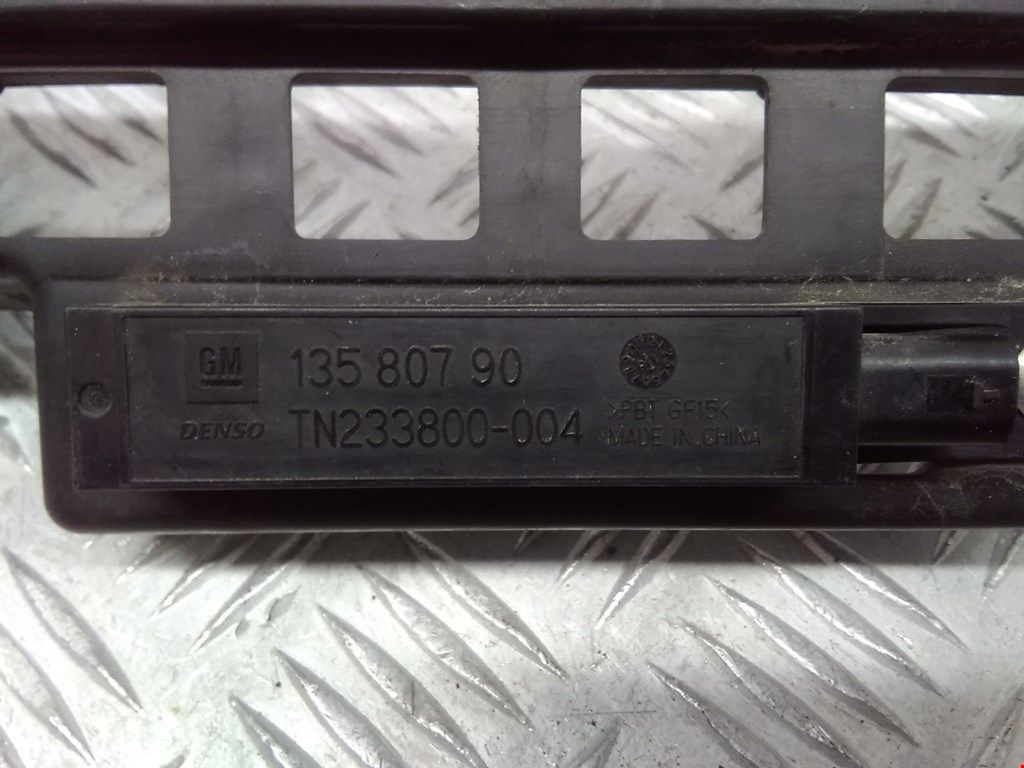 GM 135 807 90
DENSO TN233800-004
>PBT GF15<
MADE IN CHINA